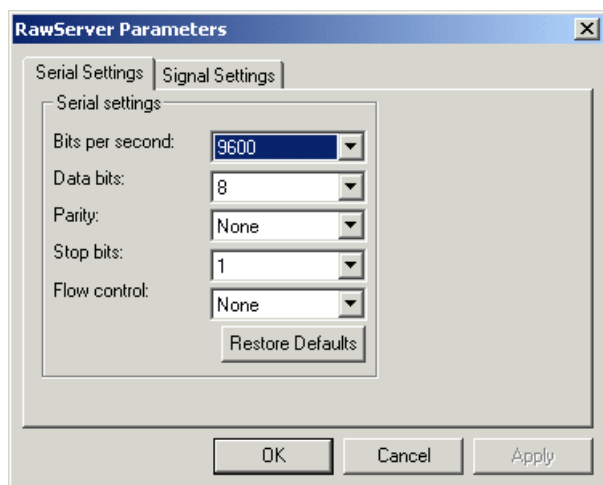 RawServer Parameters
Serial Settings Signal Settings
Serial settings
Bits per second: 9600
Data bits: 8
Parity: None
Stop bits: 1
Flow control: None
Restore Defaults
OK Cancel Apply